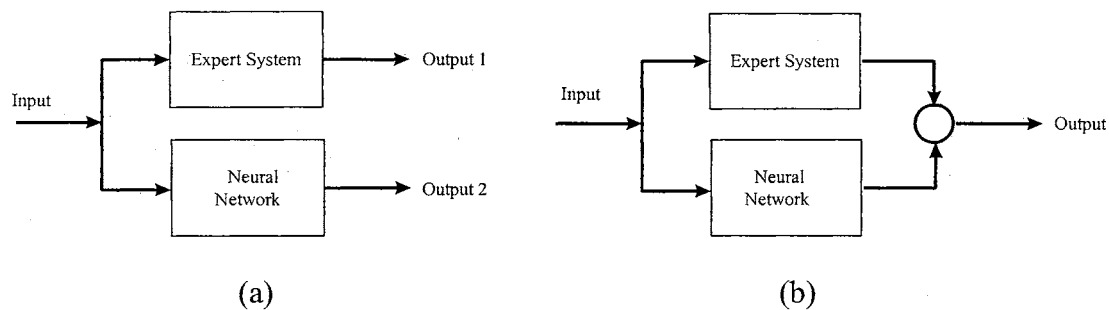 Expert System
Output 1
Input
Neural
Network
Output 2
(a)
Expert System
Input
Output
Neural
Network
(b)